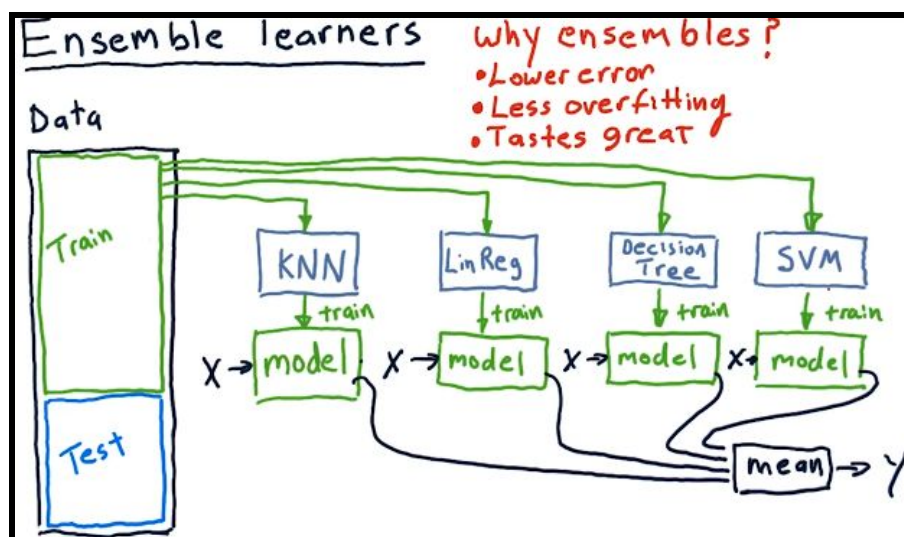 Ensemble learners
Why ensembles?
• Lower error
• Less overfitting
• Tastes great
Data
Train
Test
KNN
LinReg
Decision
Tree
SVM
train
train
train
train
X
model
X
model
X
model
X
model
mean
Y